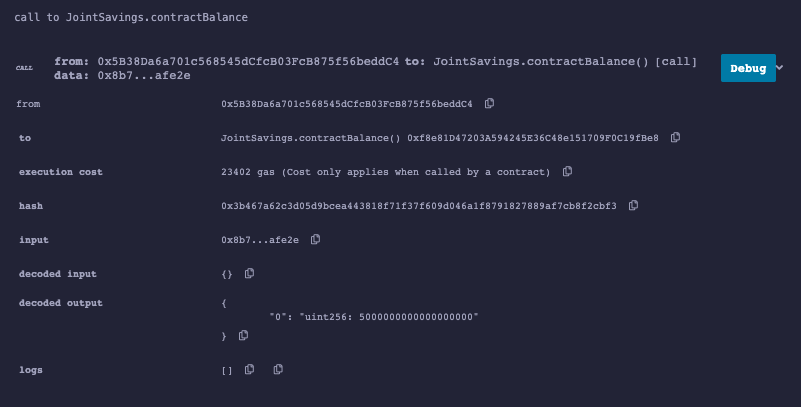 call to JointSavings.contractBalance
CALL
from: 0x5B38Da6a701c568545dCfcB03FcB875f56beddC4 to: JointSavings.contractBalance() [call]
data: 0x8b7...afe2e
Debug
from 0x5B38Da6a701c568545dCfcB03FcB875f56beddC4
to JointSavings.contractBalance() 0xf8e81D47203A594245E36C48e151709F0C19fBe8
execution cost 23402 gas (Cost only applies when called by a contract)
hash 0x3b467a62c3d05d9bcea443818f71f37f609d046a1f8791827889af7cb8f2cbf3
input 0x8b7...afe2e
decoded input {}
decoded output {
"0": "uint256: 5000000000000000000"
}
logs []